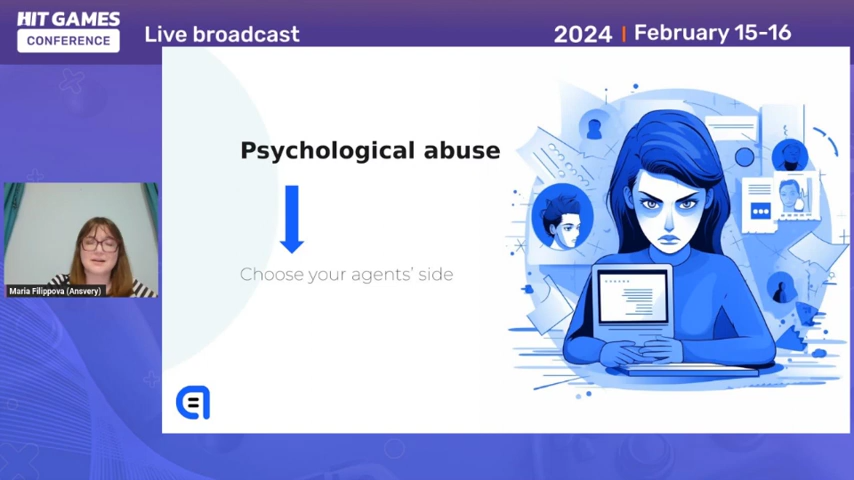 HIT GAMES
CONFERENCE
Live broadcast
2024 | February 15-16
Psychological abuse
Choose your agents' side
Maria Filippova (Ansvery)